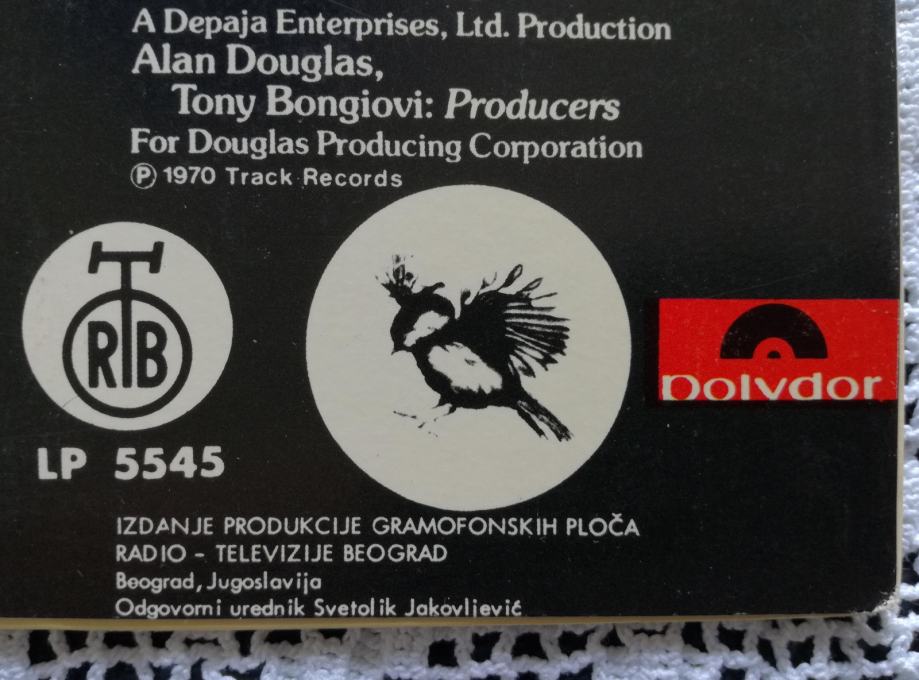 A Depaja Enterprises, Ltd. Production
Alan Douglas,
Tony Bongiovi: Producers
For Douglas Producing Corporation
Ⓟ 1970 Track Records
RTB
polydor
LP 5545
IZDANJE PRODUKCIJE GRAMOFONSKIH PLOČA
RADIO - TELEVIZIJE BEOGRAD
Beograd, Jugoslavija
Odgovorni urednik Svetolik Jakovljević